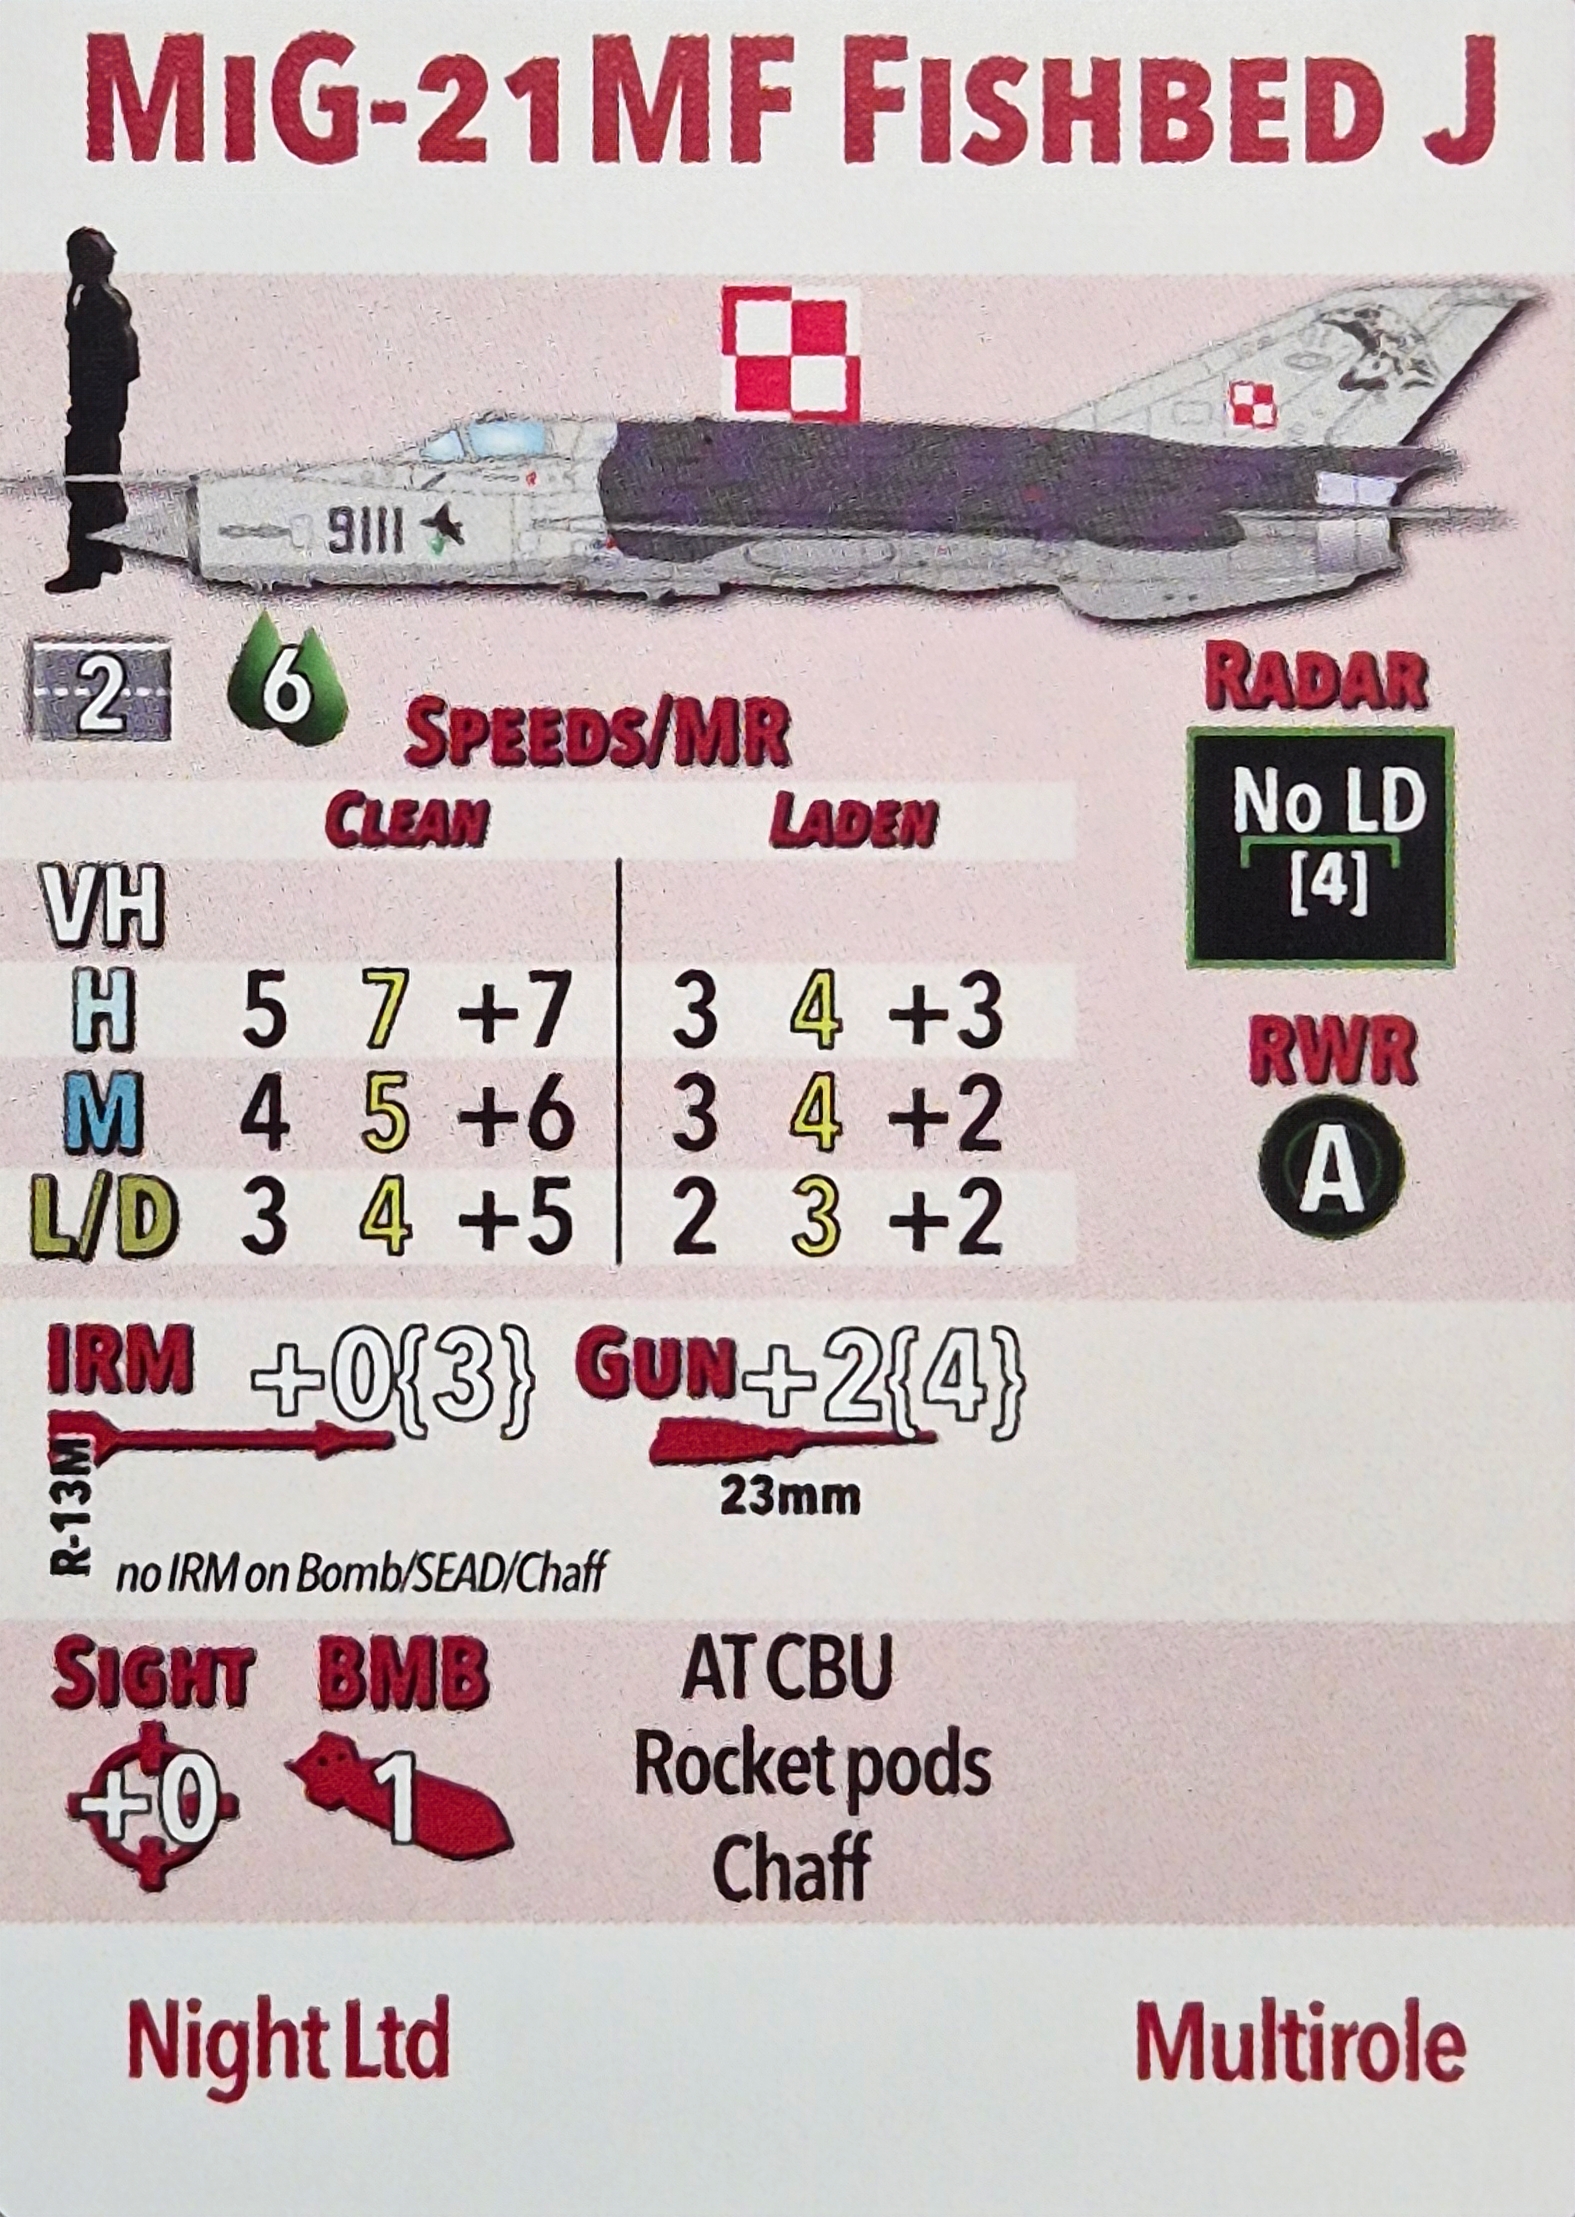 MiG-21MF Fishbed J
9111
2 6
Speeds/MR
Radar
Clean Laden
No LD
[4]
VH
H 5 7 +7 3 4 +3
M 4 5 +6 3 4 +2
L/D 3 4 +5 2 3 +2
RWR
A
IRM +0{3} Gun +2{4}
R-13M
23mm
no IRM on Bomb/SEAD/Chaff
Sight BMB
+0 1
AT CBU
Rocket pods
Chaff
Night Ltd Multirole